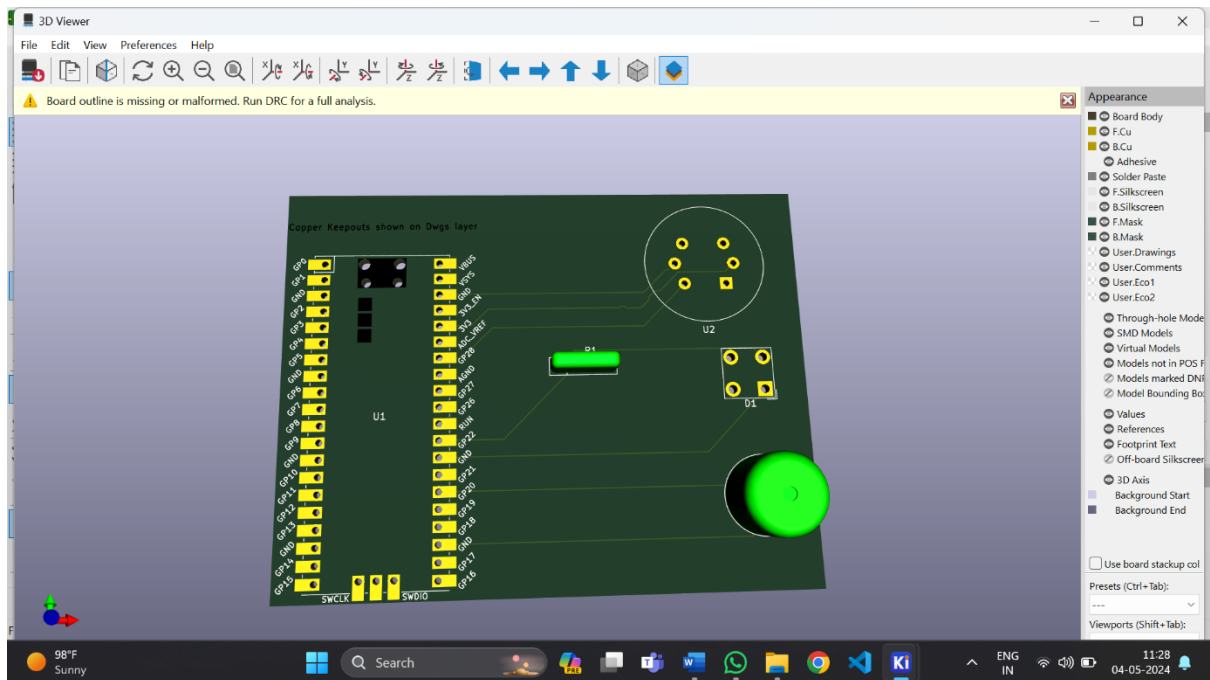 3D Viewer
File Edit View Preferences Help
Board outline is missing or malformed. Run DRC for a full analysis.
Appearance
Board Body
F.Cu
B.Cu
Adhesive
Solder Paste
F.Silkscreen
B.Silkscreen
F.Mask
B.Mask
User.Drawings
User.Comments
User.Eco1
User.Eco2
Through-hole Mode
SMD Models
Virtual Models
Models not in POS F
Models marked DNP
Model Bounding Bo
Values
References
Footprint Text
Off-board Silkscreen
3D Axis
Background Start
Background End
Use board stackup col
Presets (Ctrl+Tab):
---
Viewports (Shift+Tab):
Copper Keepouts shown on Dwgs layer
GP0
GP1
GND
GP2
GP3
GP4
GP5
GND
GP6
GP7
GP8
GP9
GND
GP10
GP11
GP12
GP13
GND
GP14
GP15
VBUS
VSYS
GND
3V3_EN
3V3
ADC_VREF
GP28
AGND
GP27
GP26
RUN
GP22
GND
GP21
GP20
GP19
GP18
GND
GP17
GP16
U1
SWCLK SWDIO
U2
D1
98°F
Sunny
Search
PRE
Ki
ENG
IN
11:28
04-05-2024